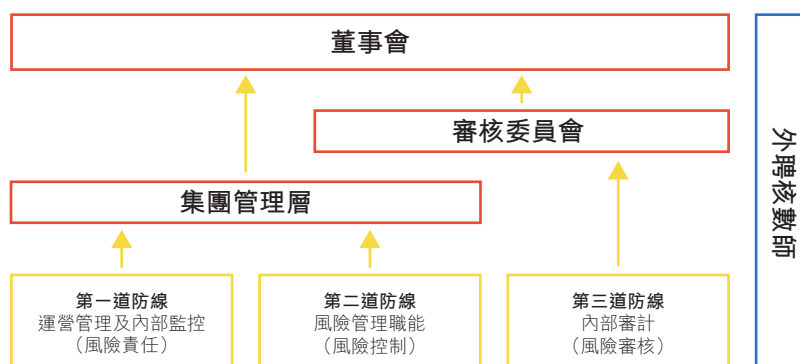 董事會
審核委員會
集團管理層
第一道防線
運營管理及內部監控
（風險責任）
第二道防線
風險管理職能
（風險控制）
第三道防線
內部審計
（風險審核）
外聘核數師